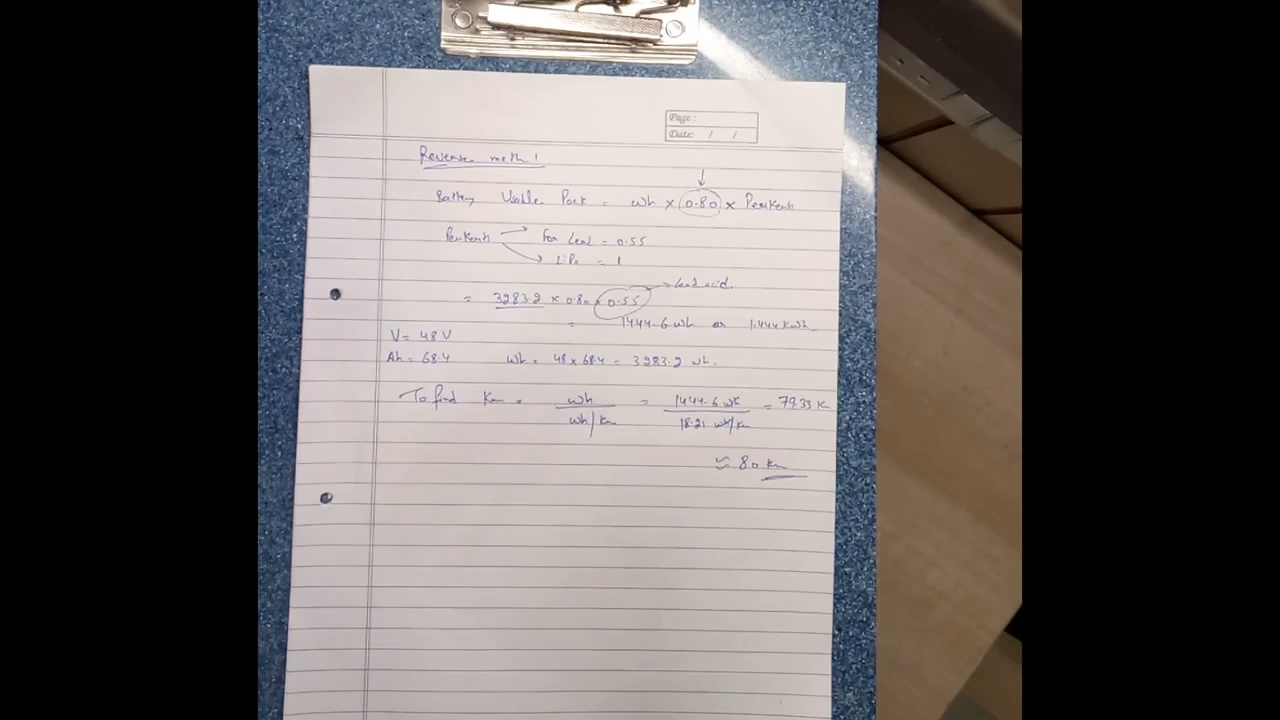 Page:
Date: / /
Reverse meth!
Battery Usable Pack = Wh × 0.80 × Peukerts
Peukerts → For Lead = 0.55
→ LiPo = 1
= 3283.2 × 0.80 × 0.55 → Lead acid.
= 1444.6 wh or 1.444 KWh
V = 48 V
Ah = 68.4 Wh = 48 × 68.4 = 3283.2 wh.
To find Km = wh / wh/Km = 1444.6 wh / 18.21 wh/Km = 79.33 Km
≈ 80 Km